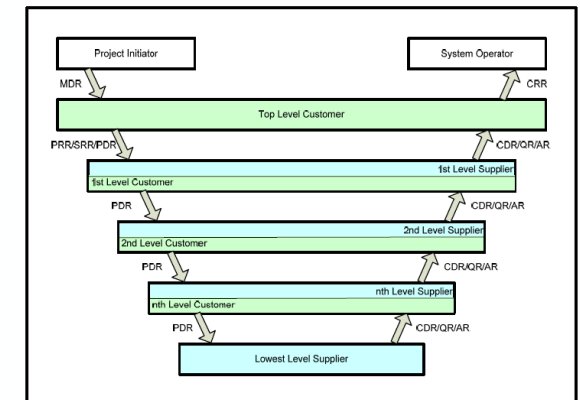 Project Initiator
System Operator
MDR
CRR
Top Level Customer
PRR/SRR/PDR
CDR/QR/AR
1st Level Supplier
1st Level Customer
PDR
CDR/QR/AR
2nd Level Supplier
2nd Level Customer
PDR
CDR/QR/AR
nth Level Supplier
nth Level Customer
PDR
CDR/QR/AR
Lowest Level Supplier